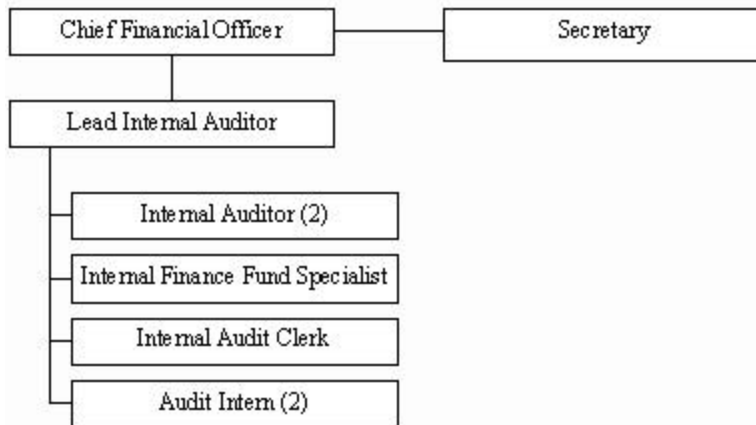 Chief Financial Officer
Secretary
Lead Internal Auditor
Internal Auditor (2)
Internal Finance Fund Specialist
Internal Audit Clerk
Audit Intern (2)